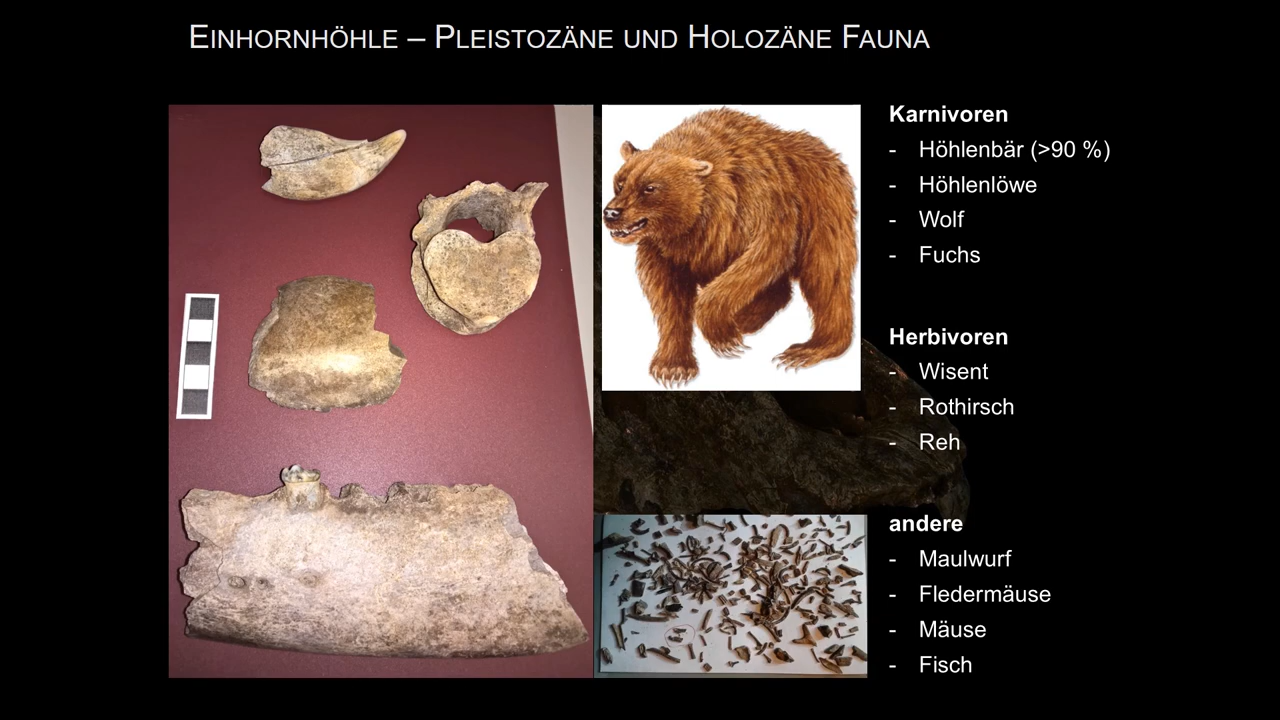 Einhornhöhle – Pleistozäne und Holozäne Fauna
Karnivoren
- Höhlenbär (>90 %)
- Höhlenlöwe
- Wolf
- Fuchs
Herbivoren
- Wisent
- Rothirsch
- Reh
andere
- Maulwurf
- Fledermäuse
- Mäuse
- Fisch